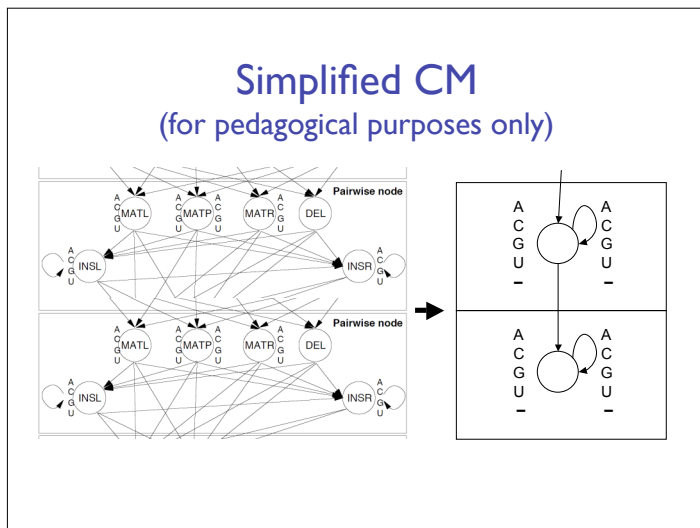 Simplified CM
(for pedagogical purposes only)
Pairwise node
A C G U MATL
A C G U MATP A C G U
MATR A C G U
DEL
A C G U INSL
INSR A C G U
Pairwise node
A C G U MATL
A C G U MATP A C G U
MATR A C G U
DEL
A C G U INSL
INSR A C G U
A A
C C
G G
U U
- -
A A
C C
G G
U U
- -